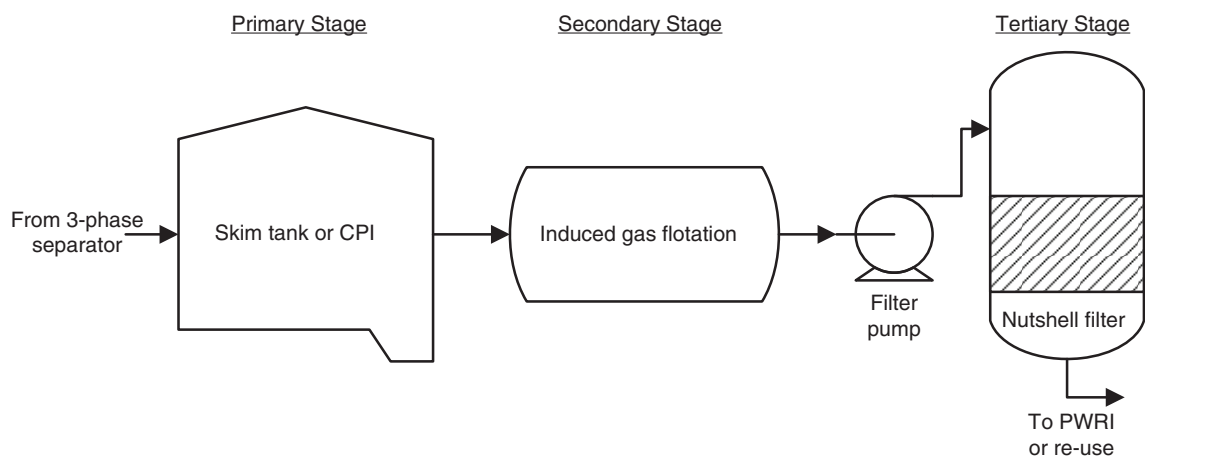 Primary Stage
Secondary Stage
Tertiary Stage
From 3-phase
separator
Skim tank or CPI
Induced gas flotation
Filter
pump
Nutshell filter
To PWRI
or re-use